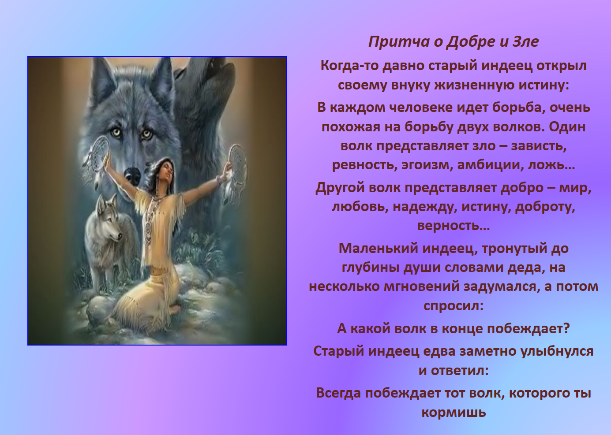 Притча о Добре и Зле
Когда-то давно старый индеец открыл
своему внуку жизненную истину:
В каждом человеке идет борьба, очень
похожая на борьбу двух волков. Один
волк представляет зло – зависть,
ревность, эгоизм, амбиции, ложь...
Другой волк представляет добро – мир,
любовь, надежду, истину, доброту,
верность...
Маленький индеец, тронутый до
глубины души словами деда, на
несколько мгновений задумался, а потом
спросил:
А какой волк в конце побеждает?
Старый индеец едва заметно улыбнулся
и ответил:
Всегда побеждает тот волк, которого ты
кормишь